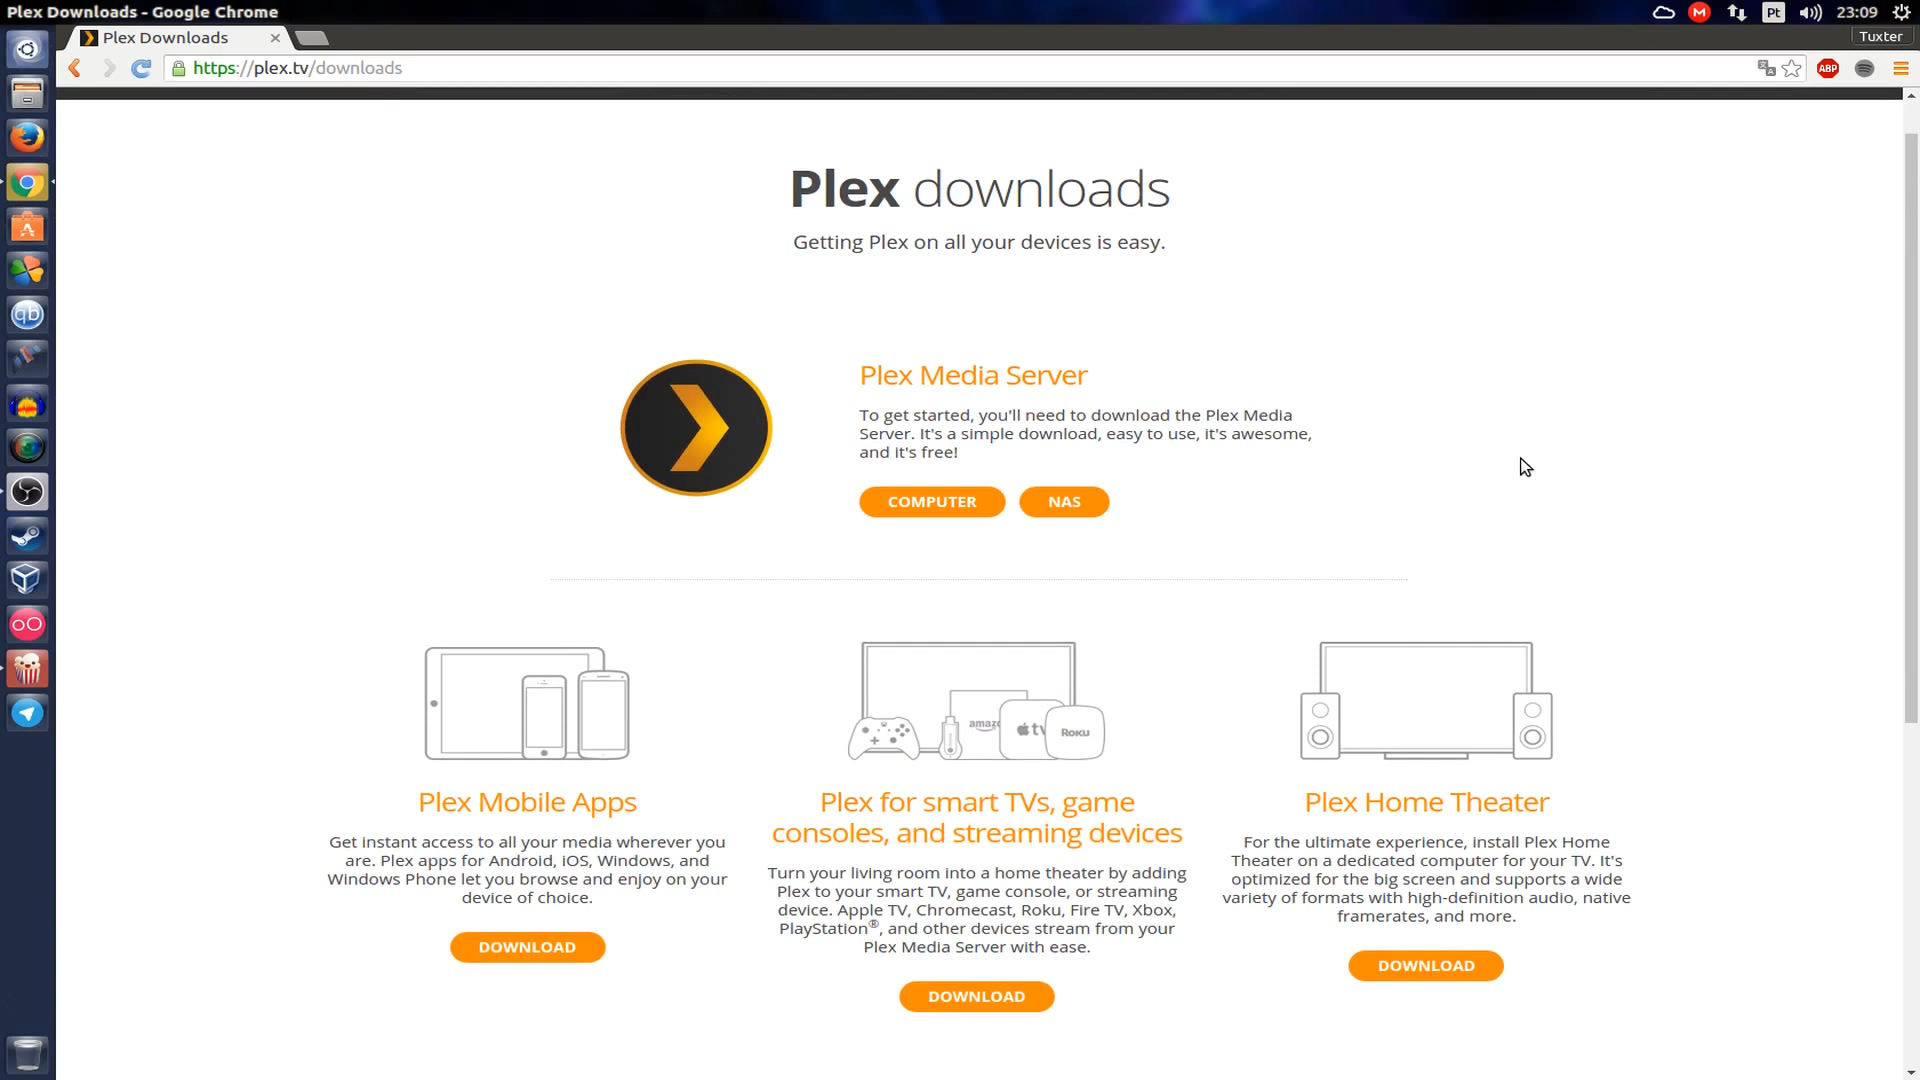 Plex Downloads - Google Chrome
Pt
23:09
Plex Downloads
Tuxter
https://plex.tv/downloads
ABP
Plex downloads
Getting Plex on all your devices is easy.
Plex Media Server
To get started, you'll need to download the Plex Media
Server. It's a simple download, easy to use, it's awesome,
and it's free!
COMPUTER
NAS
amazo
tv
Roku
Plex Mobile Apps
Get instant access to all your media wherever you
are. Plex apps for Android, iOS, Windows, and
Windows Phone let you browse and enjoy on your
device of choice.
DOWNLOAD
Plex for smart TVs, game
consoles, and streaming devices
Turn your living room into a home theater by adding
Plex to your smart TV, game console, or streaming
device. Apple TV, Chromecast, Roku, Fire TV, Xbox,
PlayStation®, and other devices stream from your
Plex Media Server with ease.
DOWNLOAD
Plex Home Theater
For the ultimate experience, install Plex Home
Theater on a dedicated computer for your TV. It's
optimized for the big screen and supports a wide
variety of formats with high-definition audio, native
framerates, and more.
DOWNLOAD
M
qb